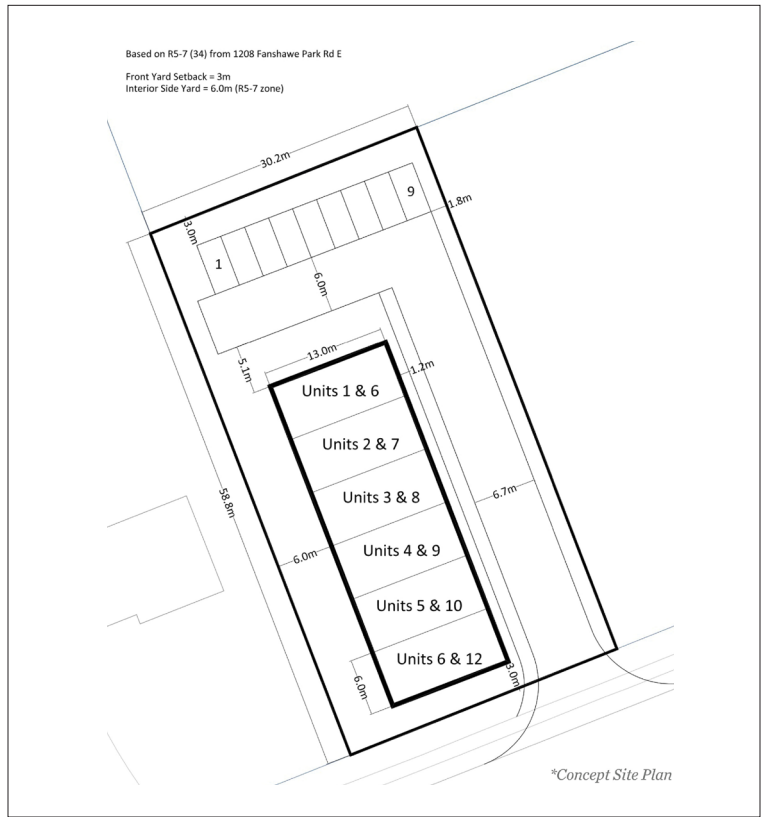 Based on R5-7 (34) from 1208 Fanshawe Park Rd E
Front Yard Setback = 3m
Interior Side Yard = 6.0m (R5-7 zone)
30.2m
9
1.8m
3.0m
1
6.0m
13.0m
5.1m
1.2m
Units 1 & 6
Units 2 & 7
58.8m
Units 3 & 8
6.7m
6.0m
Units 4 & 9
Units 5 & 10
Units 6 & 12
6.0m
3.0m
*Concept Site Plan